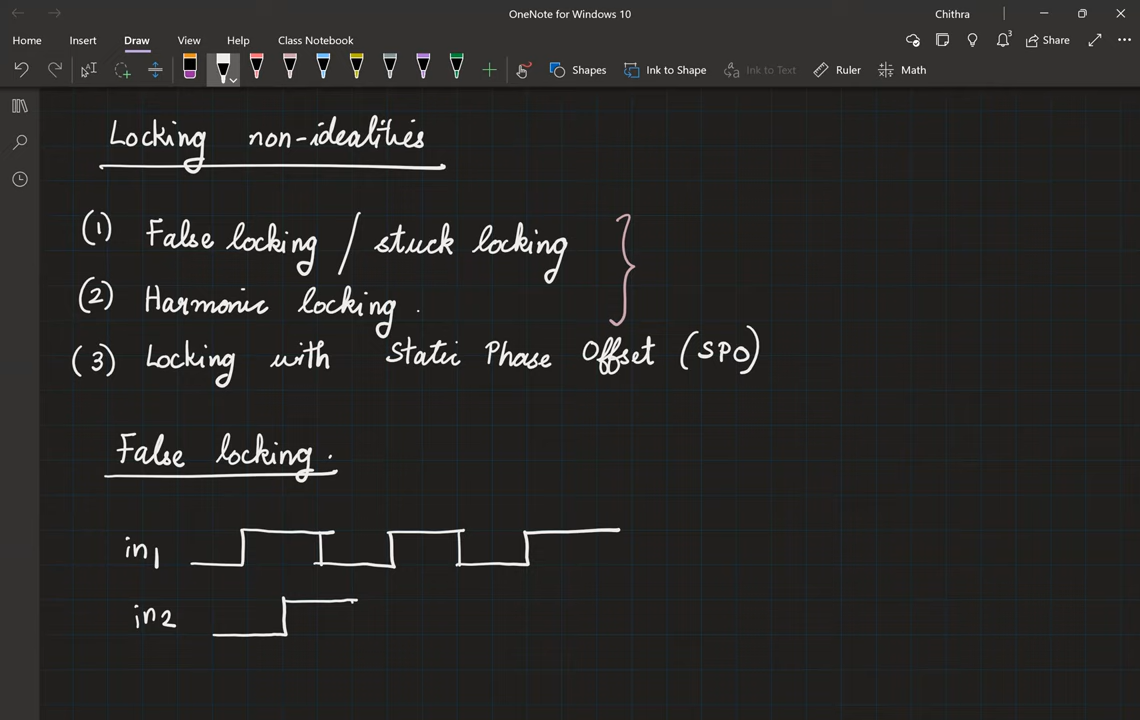 OneNote for Windows 10
Chithra
Home Insert Draw View Help Class Notebook
Share
Shapes Ink to Shape Ink to Text Ruler Math
Locking non-idealities
(1) False locking / stuck locking
(2) Harmonic locking.
(3) Locking with Static Phase Offset (SPO)
False locking.
in1
in2
3